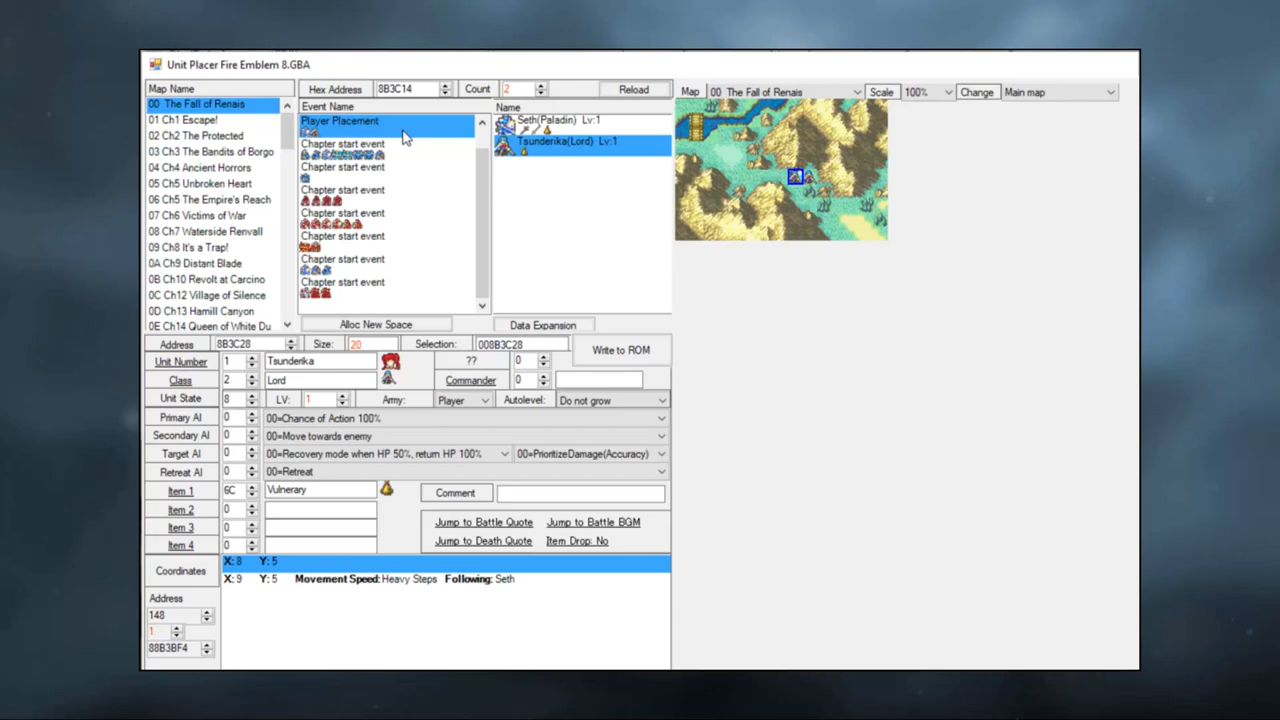 Unit Placer Fire Emblem 8.GBA
Map Name
00 The Fall of Renais
01 Ch1 Escape!
02 Ch2 The Protected
03 Ch3 The Bandits of Borgo
04 Ch4 Ancient Horrors
05 Ch5 Unbroken Heart
06 Ch5 The Empire's Reach
07 Ch6 Victims of War
08 Ch7 Waterside Renvall
09 Ch8 It's a Trap!
0A Ch9 Distant Blade
0B Ch10 Revolt at Carcino
0C Ch12 Village of Silence
0D Ch13 Hamill Canyon
0E Ch14 Queen of White Du
Hex Address 8B3C14 Count 2 Reload
Event Name
Player Placement
Chapter start event
Chapter start event
Chapter start event
Chapter start event
Chapter start event
Chapter start event
Chapter start event
Alloc New Space
Name
Seth(Paladin) Lv:1
Tsunderika(Lord) Lv:1
Data Expansion
Map 00 The Fall of Renais Scale 100% Change Main map
Address 8B3C28 Size: 20 Selection: 008B3C28 Write to ROM
Unit Number 1 Tsunderika ?? 0
Class 2 Lord Commander 0
Unit State 8 LV: 1 Army: Player Autolevel: Do not grow
Primary AI 0 00=Chance of Action 100%
Secondary AI 0 00=Move towards enemy
Target AI 0 00=Recovery mode when HP 50%, return HP 100% 00=PrioritizeDamage(Accuracy)
Retreat AI 0 00=Retreat
Item 1 6C Vulnerary Comment
Item 2 0
Item 3 0
Item 4 0
Jump to Battle Quote Jump to Battle BGM
Jump to Death Quote Item Drop: No
Coordinates
X:8 Y:5
X:9 Y:5 Movement Speed: Heavy Steps Following: Seth
Address
148
1
88B3BF4